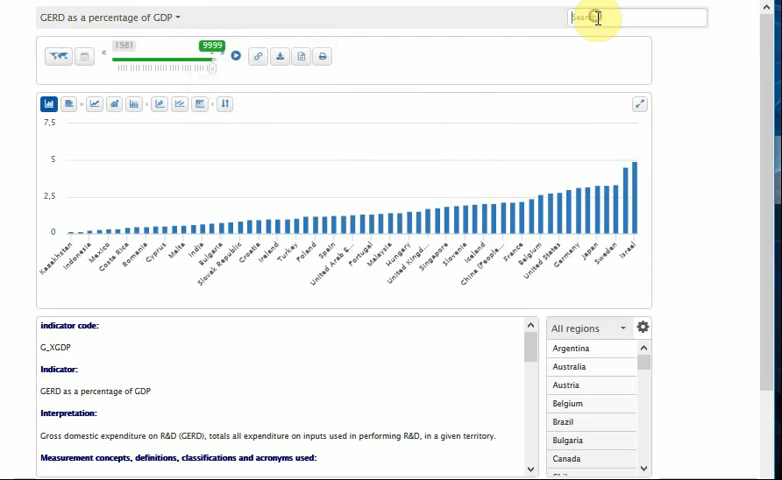 GERD as a percentage of GDP
Search
1981
9999
7,5
5
2,5
0
Kazakhstan
Indonesia
Mexico
Costa Rica
Romania
Cyprus
Malta
India
Bulgaria
Slovak Republic
Croatia
Ireland
Turkey
Poland
Spain
United Arab E...
Portugal
Malaysia
Hungary
United Kingd...
Singapore
Slovenia
Iceland
China (People...
France
Belgium
United States
Germany
Japan
Sweden
Israel
indicator code:
G_XGDP
Indicator:
GERD as a percentage of GDP
Interpretation:
Gross domestic expenditure on R&D (GERD), totals all expenditure on inputs used in performing R&D, in a given territory.
Measurement concepts, definitions, classifications and acronyms used:
All regions
Argentina
Australia
Austria
Belgium
Brazil
Bulgaria
Canada